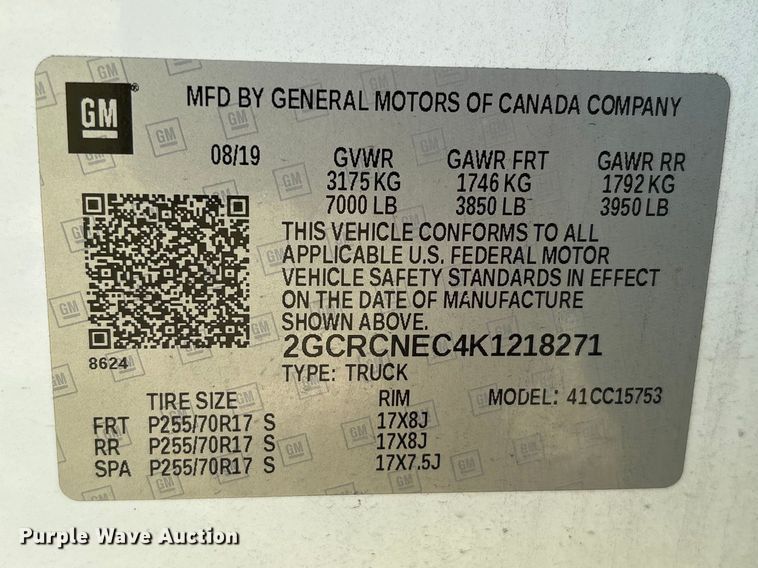 GM
MFD BY GENERAL MOTORS OF CANADA COMPANY
08/19 GVWR GAWR FRT GAWR RR
3175 KG 1746 KG 1792 KG
7000 LB 3850 LB 3950 LB
THIS VEHICLE CONFORMS TO ALL
APPLICABLE U.S. FEDERAL MOTOR
VEHICLE SAFETY STANDARDS IN EFFECT
ON THE DATE OF MANUFACTURE
SHOWN ABOVE.
8624
2GCRCNEC4K1218271
TYPE: TRUCK MODEL: 41CC15753
TIRE SIZE RIM
FRT P255/70R17 S 17X8J
RR P255/70R17 S 17X8J
SPA P255/70R17 S 17X7.5J
Purple Wave Auction